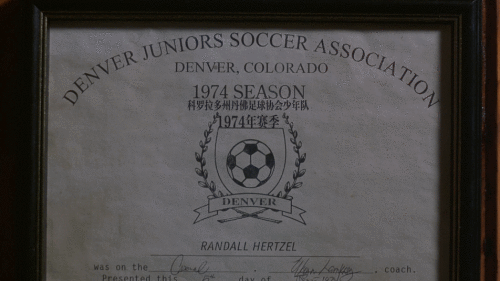 DENVER JUNIORS SOCCER ASSOCIATION
DENVER, COLORADO
1974 SEASON
科罗拉多州丹佛足球协会少年队
1974年赛季
DENVER
RANDALL HERTZEL
was on the , coach.
Presented this day of